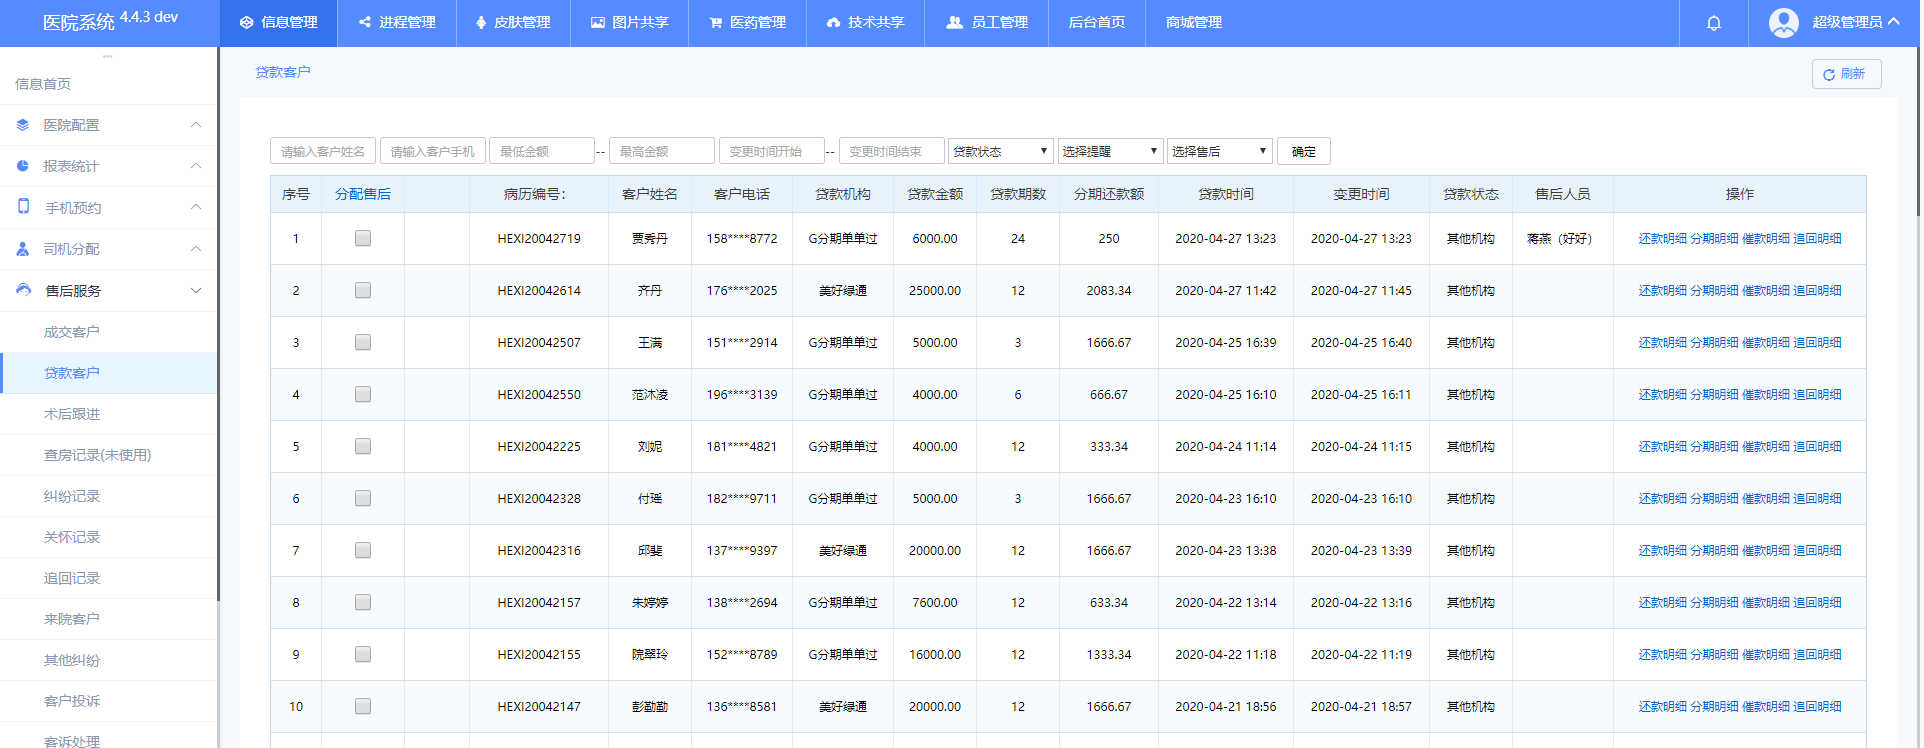 医院系统 4.4.3 dev
信息管理 进程管理 皮肤管理 图片共享 医药管理 技术共享 员工管理 后台首页 商城管理 超级管理员
信息首页
医院配置
报表统计
手机预约
司机分配
售后服务
成交客户
贷款客户
术后跟进
查房记录(未使用)
纠纷记录
关怀记录
追回记录
来院客户
其他纠纷
客户投诉
客诉处理
贷款客户 刷新
请输入客户姓名 请输入客户手机 最低金额 -- 最高金额 变更时间开始 -- 变更时间结束 贷款状态 选择提醒 选择售后 确定
序号 分配售后 病历编号: 客户姓名 客户电话 贷款机构 贷款金额 贷款期数 分期还款额 贷款时间 变更时间 贷款状态 售后人员 操作
1 HEXI20042719 贾秀丹 158****8772 G分期单单过 6000.00 24 250 2020-04-27 13:23 2020-04-27 13:23 其他机构 蒋燕（好好） 还款明细 分期明细 催款明细 追回明细
2 HEXI20042614 齐丹 176****2025 美好绿通 25000.00 12 2083.34 2020-04-27 11:42 2020-04-27 11:45 其他机构 还款明细 分期明细 催款明细 追回明细
3 HEXI20042507 王满 151****2914 G分期单单过 5000.00 3 1666.67 2020-04-25 16:39 2020-04-25 16:40 其他机构 还款明细 分期明细 催款明细 追回明细
4 HEXI20042550 范沐凌 196****3139 G分期单单过 4000.00 6 666.67 2020-04-25 16:10 2020-04-25 16:11 其他机构 还款明细 分期明细 催款明细 追回明细
5 HEXI20042225 刘妮 181****4821 G分期单单过 4000.00 12 333.34 2020-04-24 11:14 2020-04-24 11:15 其他机构 还款明细 分期明细 催款明细 追回明细
6 HEXI20042328 付瑶 182****9711 G分期单单过 5000.00 3 1666.67 2020-04-23 16:10 2020-04-23 16:10 其他机构 还款明细 分期明细 催款明细 追回明细
7 HEXI20042316 邱斐 137****9397 美好绿通 20000.00 12 1666.67 2020-04-23 13:38 2020-04-23 13:39 其他机构 还款明细 分期明细 催款明细 追回明细
8 HEXI20042157 朱婷婷 138****2694 G分期单单过 7600.00 12 633.34 2020-04-22 13:14 2020-04-22 13:16 其他机构 还款明细 分期明细 催款明细 追回明细
9 HEXI20042155 院翠玲 152****8789 G分期单单过 16000.00 12 1333.34 2020-04-22 11:18 2020-04-22 11:19 其他机构 还款明细 分期明细 催款明细 追回明细
10 HEXI20042147 彭勤勤 136****8581 美好绿通 20000.00 12 1666.67 2020-04-21 18:56 2020-04-21 18:57 其他机构 还款明细 分期明细 催款明细 追回明细